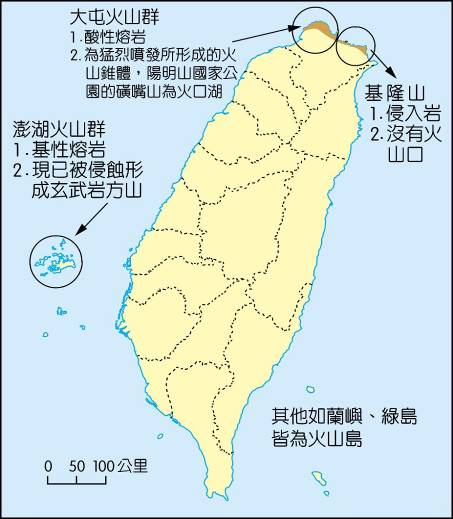 大屯火山群
1.酸性熔岩
2.為猛烈噴發所形成的火
山錐體，陽明山國家公
園的磺嘴山為火口湖
基隆山
1.侵入岩
2.沒有火
山口
澎湖火山群
1.基性熔岩
2.現已被侵蝕形
成玄武岩方山
其他如蘭嶼、綠島
皆為火山島
0 50 100公里